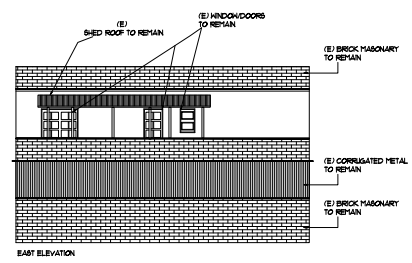 (E)
SHED ROOF TO REMAIN
(E) WINDOW/DOORS
TO REMAIN
(E) BRICK MASONARY
TO REMAIN
(E) CORRUGATED METAL
TO REMAIN
(E) BRICK MASONARY
TO REMAIN
EAST ELEVATION